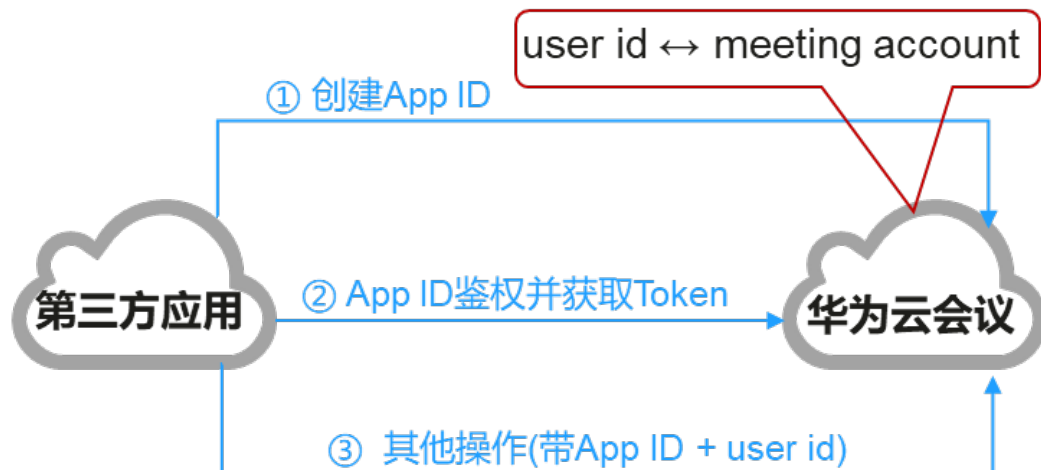 user id ↔ meeting account
① 创建App ID
第三方应用
② App ID鉴权并获取Token
华为云会议
③ 其他操作(带App ID + user id)